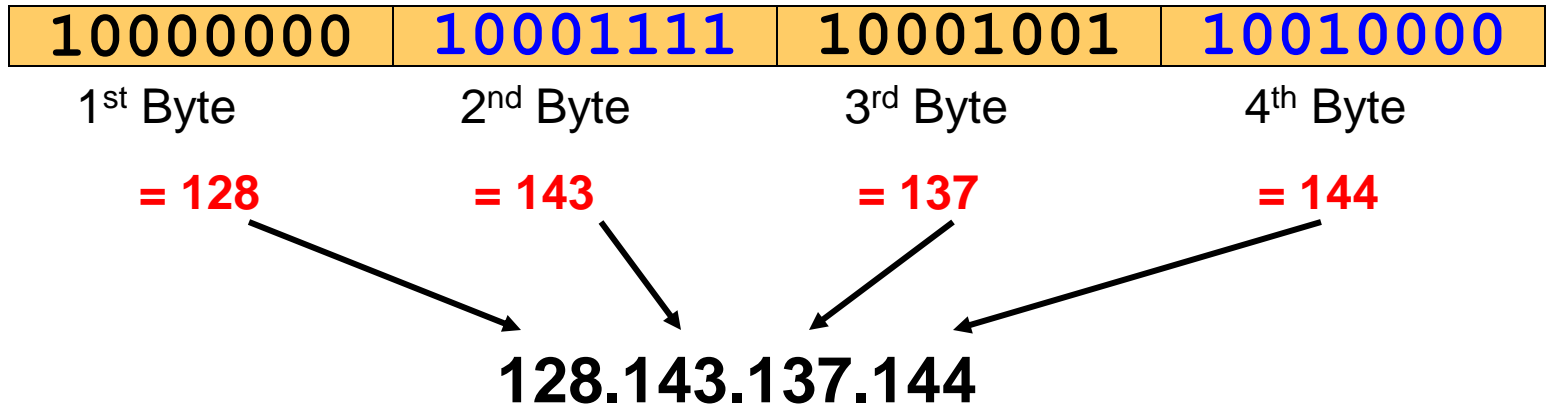 10000000 10001111 10001001 10010000
1st Byte 2nd Byte 3rd Byte 4th Byte
= 128 = 143 = 137 = 144
128.143.137.144